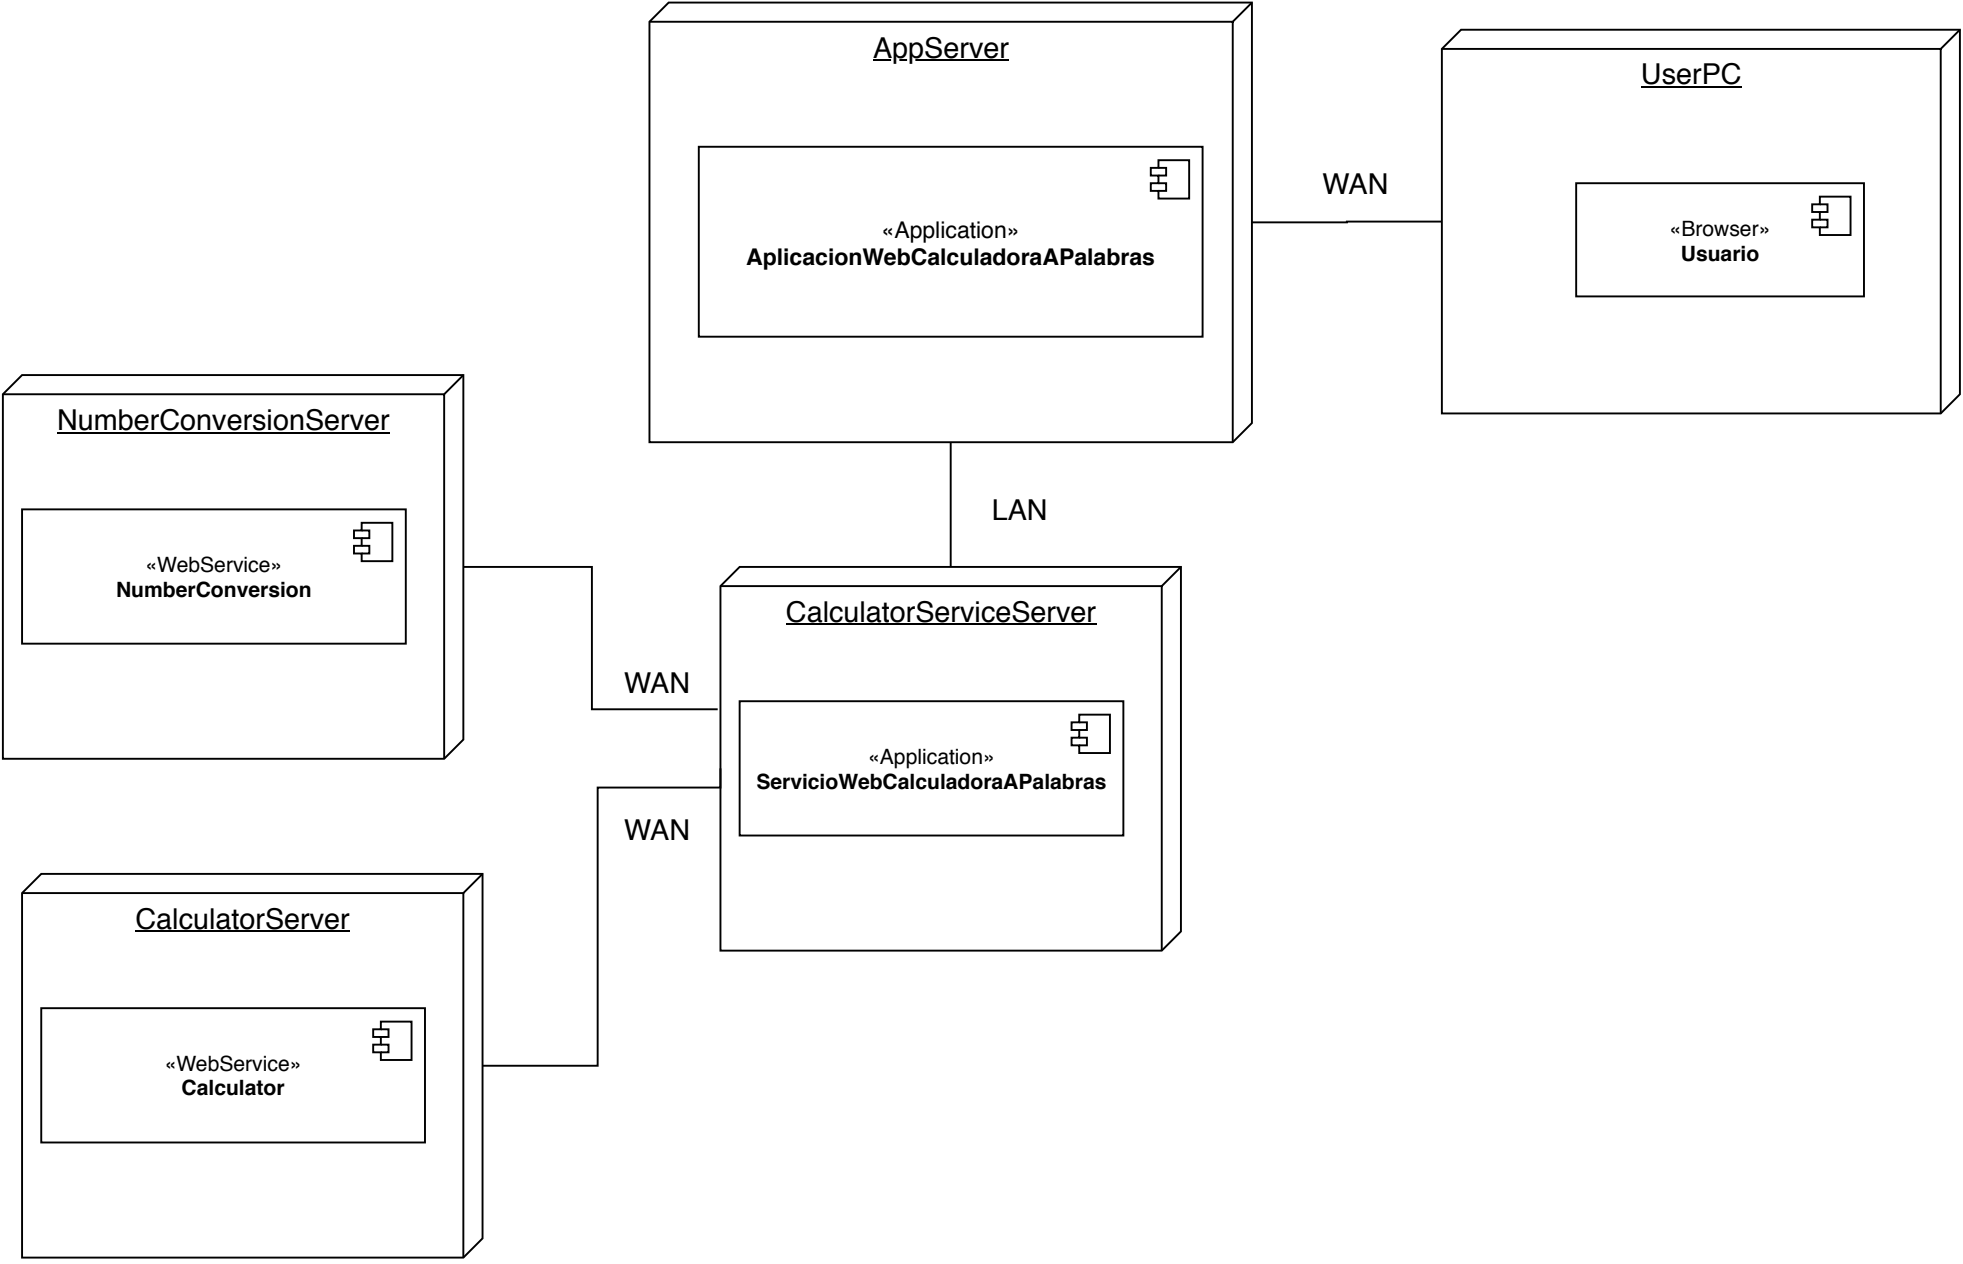 AppServer
«Application»
AplicacionWebCalculadoraAPalabras
WAN
UserPC
«Browser»
Usuario
NumberConversionServer
«WebService»
NumberConversion
LAN
WAN
CalculatorServiceServer
«Application»
ServicioWebCalculadoraAPalabras
WAN
CalculatorServer
«WebService»
Calculator